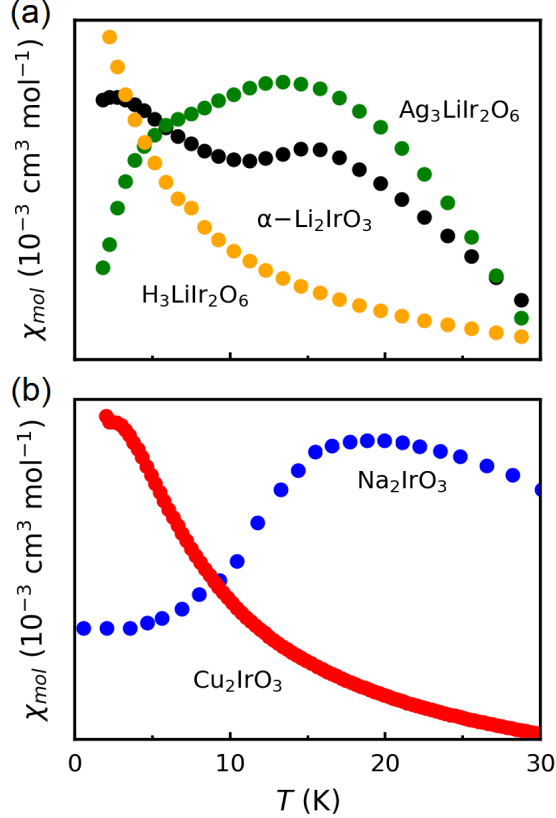 (a)
χmol (10⁻³ cm³ mol⁻¹)
Ag₃LiIr₂O₆
α−Li₂IrO₃
H₃LiIr₂O₆
(b)
χmol (10⁻³ cm³ mol⁻¹)
Na₂IrO₃
Cu₂IrO₃
0 10 20 30
T (K)